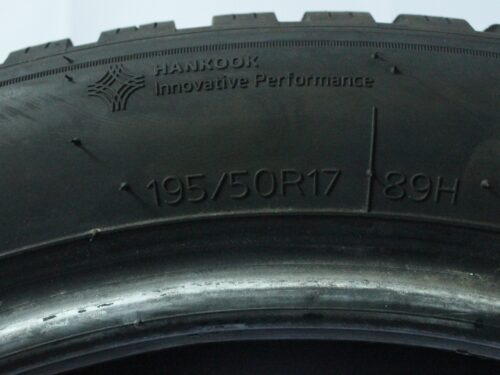 HANKOOK
Innovative Performance
195/50R17 89H